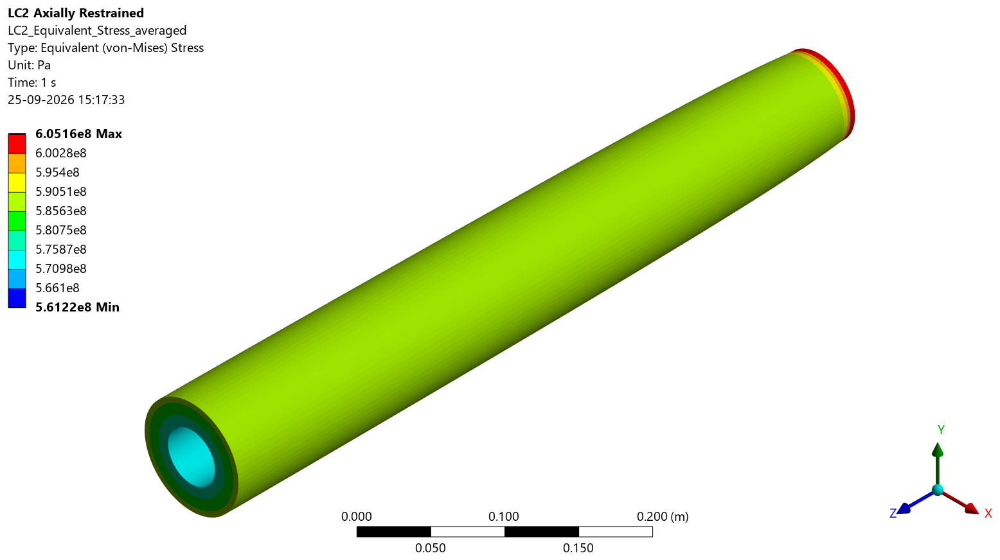 LC2 Axially Restrained
LC2_Equivalent_Stress_averaged
Type: Equivalent (von-Mises) Stress
Unit: Pa
Time: 1 s
25-09-2026 15:17:33
6.0516e8 Max
6.0028e8
5.954e8
5.9051e8
5.8563e8
5.8075e8
5.7587e8
5.7098e8
5.661e8
5.6122e8 Min
0.000 0.100 0.200 (m)
0.050 0.150
Y
Z X